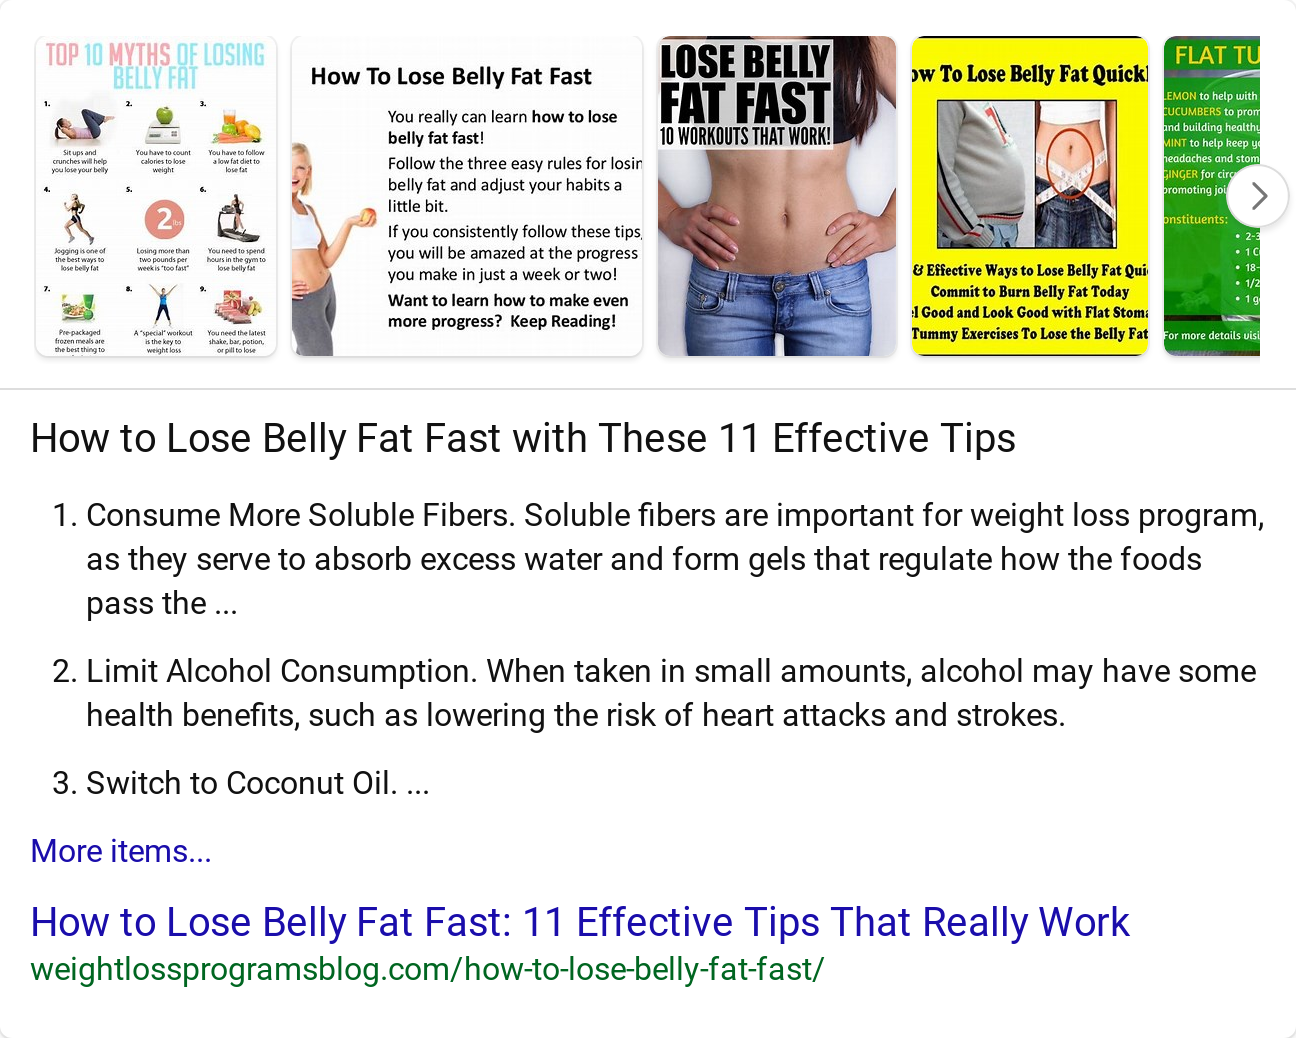 TOP 10 MYTHS OF LOSING
BELLY FAT
1.
2.
3.
Sit ups and
crunches will help
you lose your belly
You have to count
calories to lose
weight
You have to follow
a low fat diet to
lose fat
4.
5.
6.
2 lbs
Jogging is one of
the best ways to
lose belly fat
Losing more than
two pounds per
week is "too fast"
You need to spend
hours in the gym to
lose belly fat
7.
8.
9.
Pre-packaged
frozen meals are
the best thing to
A "special" workout
is the key to
weight loss
You need the latest
shake, bar, potion,
or pill to lose
How To Lose Belly Fat Fast
You really can learn how to lose
belly fat fast!
Follow the three easy rules for losin
belly fat and adjust your habits a
little bit.
If you consistently follow these tips,
you will be amazed at the progress
you make in just a week or two!
Want to learn how to make even
more progress? Keep Reading!
LOSE BELLY
FAT FAST
10 WORKOUTS THAT WORK!
ow To Lose Belly Fat Quickl
& Effective Ways to Lose Belly Fat Qui
Commit to Burn Belly Fat Today
el Good and Look Good with Flat Stoma
Tummy Exercises To Lose the Belly Fat
FLAT TU
LEMON to help with
CUCUMBERS to prom
and building healthy
MINT to help keep yo
headaches and stom
GINGER for circ
promoting joi
onstituents:
• 2-3
• 1 C
• 18-
• 1/2
• 1 g
For more details visi
How to Lose Belly Fat Fast with These 11 Effective Tips
1. Consume More Soluble Fibers. Soluble fibers are important for weight loss program,
as they serve to absorb excess water and form gels that regulate how the foods
pass the ...
2. Limit Alcohol Consumption. When taken in small amounts, alcohol may have some
health benefits, such as lowering the risk of heart attacks and strokes.
3. Switch to Coconut Oil. ...
More items...
How to Lose Belly Fat Fast: 11 Effective Tips That Really Work
weightlossprogramsblog.com/how-to-lose-belly-fat-fast/